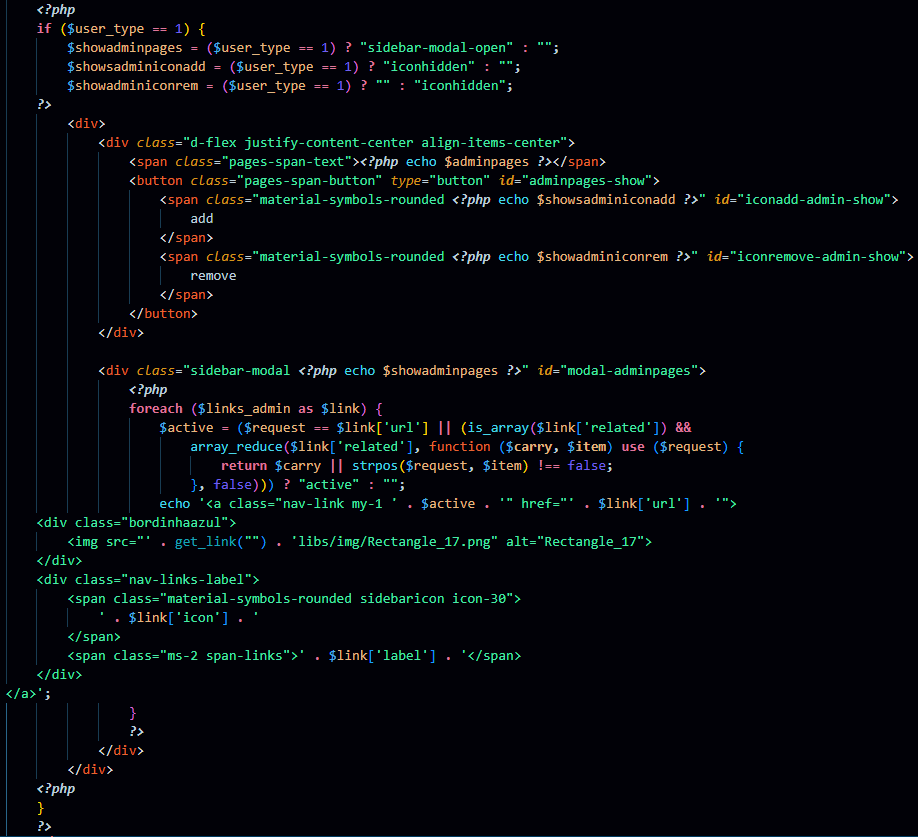 <?php
if ($user_type == 1) {
$showadminpages = ($user_type == 1) ? "sidebar-modal-open" : "";
$showsadminiconadd = ($user_type == 1) ? "iconhidden" : "";
$showadminiconrem = ($user_type == 1) ? "" : "iconhidden";
?>
<div>
<div class="d-flex justify-content-center align-items-center">
<span class="pages-span-text"><?php echo $adminpages ?></span>
<button class="pages-span-button" type="button" id="adminpages-show">
<span class="material-symbols-rounded <?php echo $showsadminiconadd ?>" id="iconadd-admin-show">
add
</span>
<span class="material-symbols-rounded <?php echo $showadminiconrem ?>" id="iconremove-admin-show">
remove
</span>
</button>
</div>
<div class="sidebar-modal <?php echo $showadminpages ?>" id="modal-adminpages">
<?php
foreach ($links_admin as $link) {
$active = ($request == $link['url'] || (is_array($link['related']) &&
array_reduce($link['related'], function ($carry, $item) use ($request) {
return $carry || strpos($request, $item) !== false;
}, false))) ? "active" : "";
echo '<a class="nav-link my-1 ' . $active . '" href="' . $link['url'] . '">
<div class="bordinhaazul">
<img src="' . get_link("") . 'libs/img/Rectangle_17.png" alt="Rectangle_17">
</div>
<div class="nav-links-label">
<span class="material-symbols-rounded sidebaricon icon-30">
' . $link['icon'] . '
</span>
<span class="ms-2 span-links">' . $link['label'] . '</span>
</div>
</a>';
}
?>
</div>
</div>
<?php
}
?>